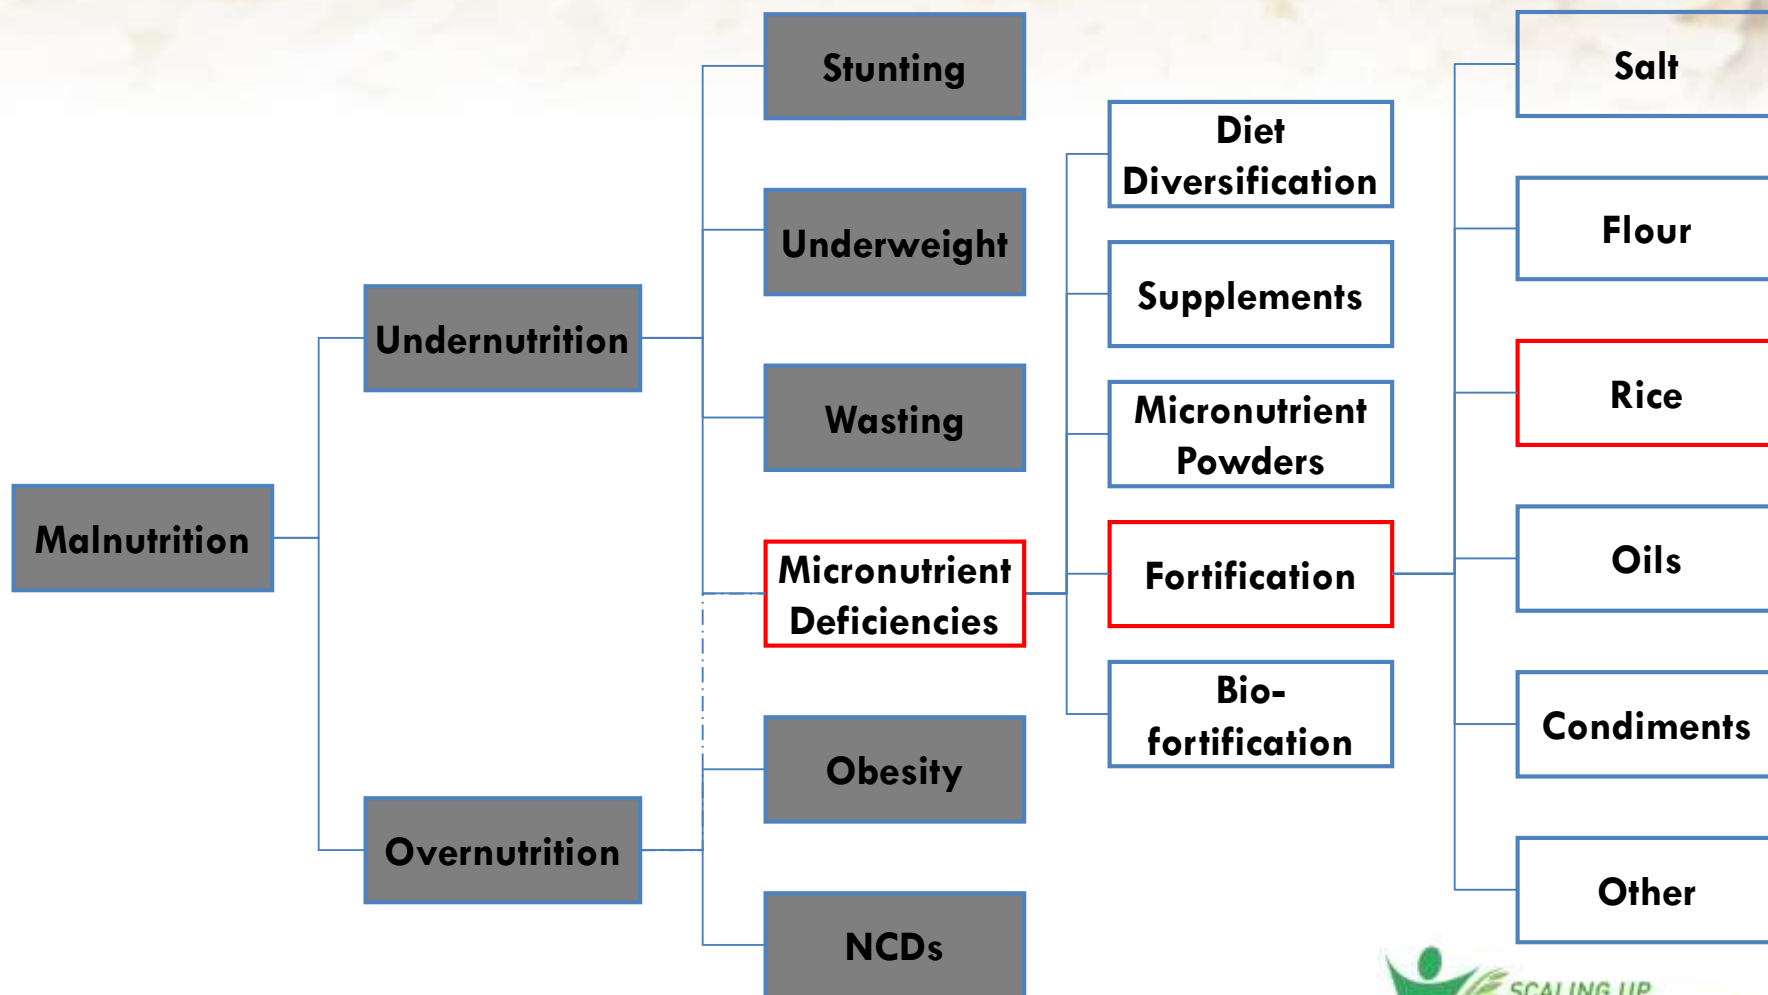 Malnutrition
Undernutrition
Overnutrition
Stunting
Underweight
Wasting
Micronutrient
Deficiencies
Obesity
NCDs
Diet
Diversification
Supplements
Micronutrient
Powders
Fortification
Bio-
fortification
Salt
Flour
Rice
Oils
Condiments
Other
SCALING UP